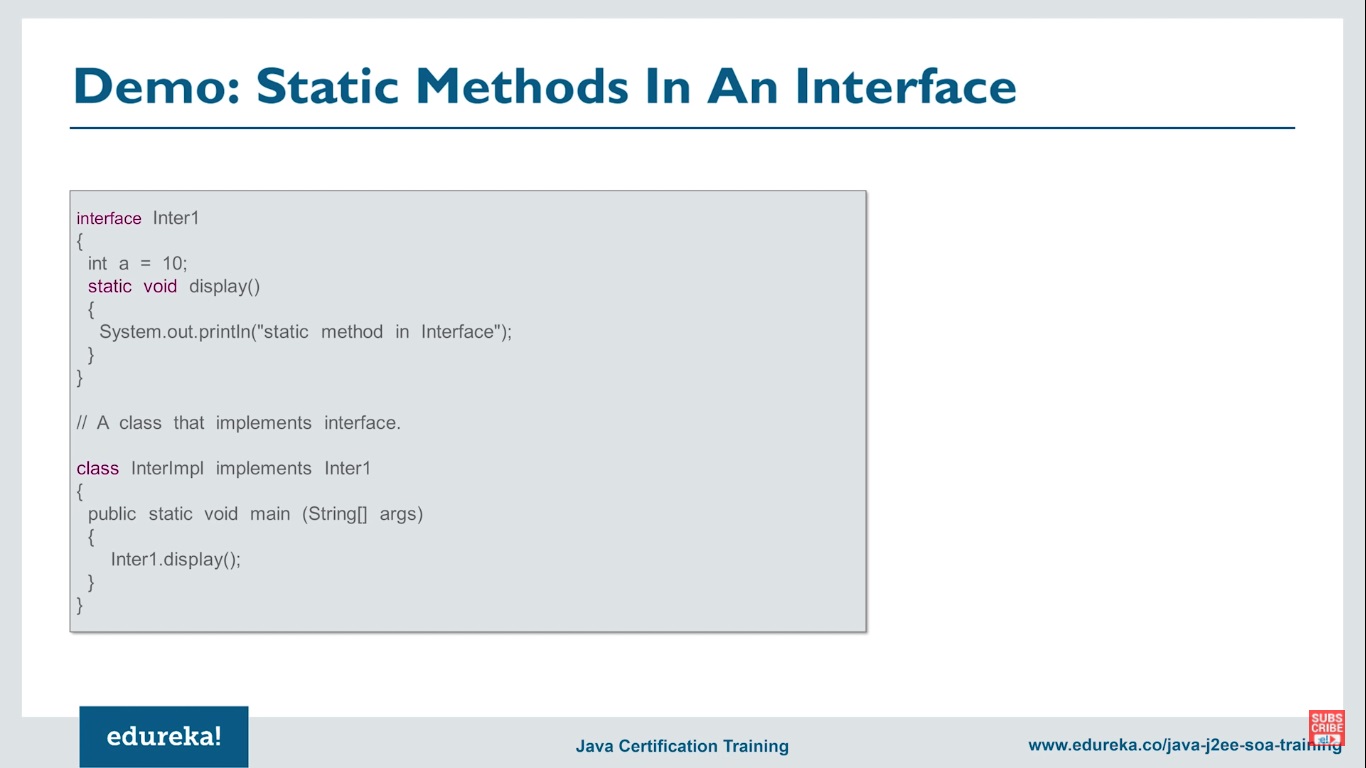 Demo: Static Methods In An Interface
interface Inter1
{
int a = 10;
static void display()
{
System.out.println("static method in Interface");
}
}
// A class that implements interface.
class InterImpl implements Inter1
{
public static void main (String[] args)
{
Inter1.display();
}
}
edureka!
Java Certification Training
www.edureka.co/java-j2ee-soa-training
SUBS
CRIBE